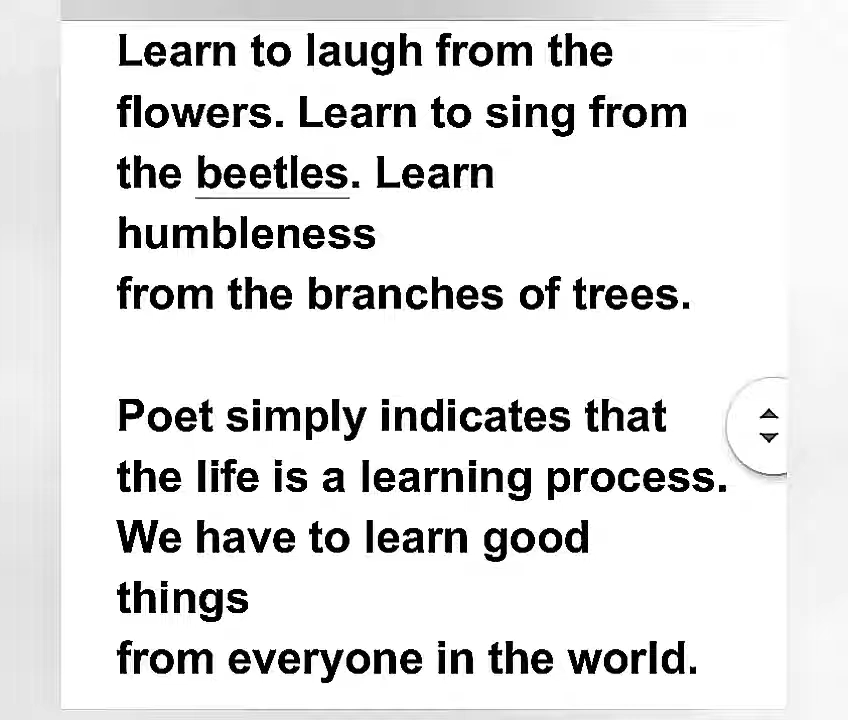 Learn to laugh from the
flowers. Learn to sing from
the beetles. Learn
humbleness
from the branches of trees.
Poet simply indicates that
the life is a learning process.
We have to learn good
things
from everyone in the world.